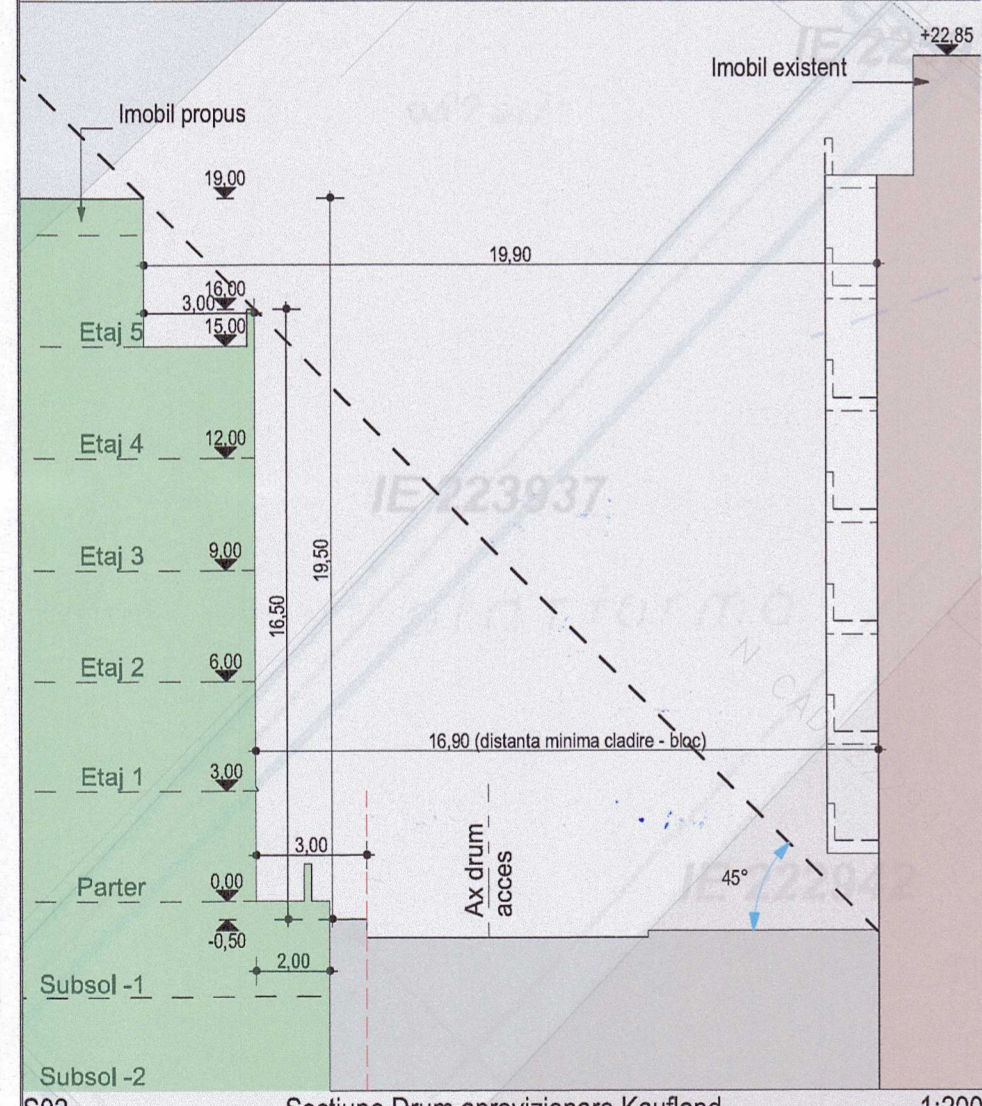 +22,85
Imobil existent
Imobil propus
19,00
19,90
16,00
3,00
15,00
Etaj 5
Etaj 4
12,00
IE 223937
Etaj 3
9,00
19,50
16,50
Etaj 2
6,00
16,90 (distanta minima cladire - bloc)
Etaj 1
3,00
3,00
Ax drum
acces
45°
Parter
0,00
-0,50
2,00
Subsol -1
Subsol -2